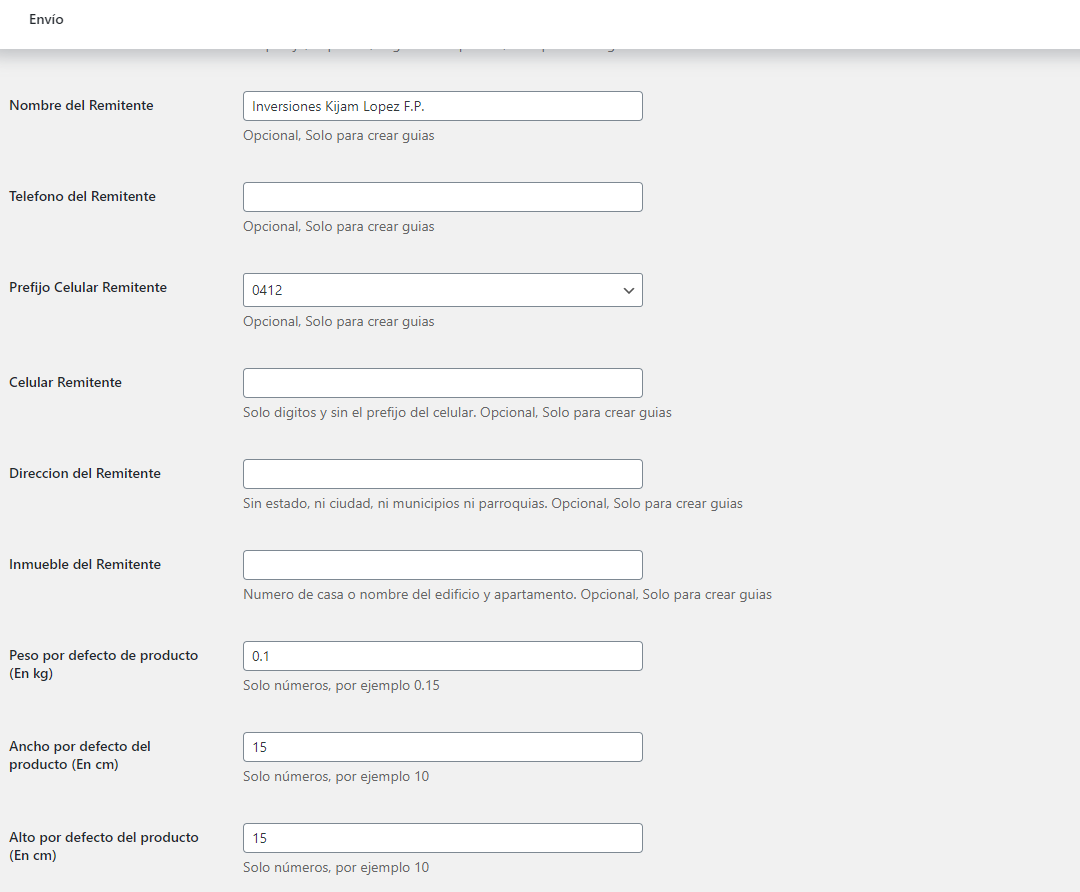 Envío
Nombre del Remitente
Inversiones Kijam Lopez F.P.
Opcional, Solo para crear guias
Telefono del Remitente
Opcional, Solo para crear guias
Prefijo Celular Remitente
0412
Opcional, Solo para crear guias
Celular Remitente
Solo digitos y sin el prefijo del celular. Opcional, Solo para crear guias
Direccion del Remitente
Sin estado, ni ciudad, ni municipios ni parroquias. Opcional, Solo para crear guias
Inmueble del Remitente
Numero de casa o nombre del edificio y apartamento. Opcional, Solo para crear guias
Peso por defecto de producto
(En kg)
0.1
Solo números, por ejemplo 0.15
Ancho por defecto del
producto (En cm)
15
Solo números, por ejemplo 10
Alto por defecto del producto
(En cm)
15
Solo números, por ejemplo 10